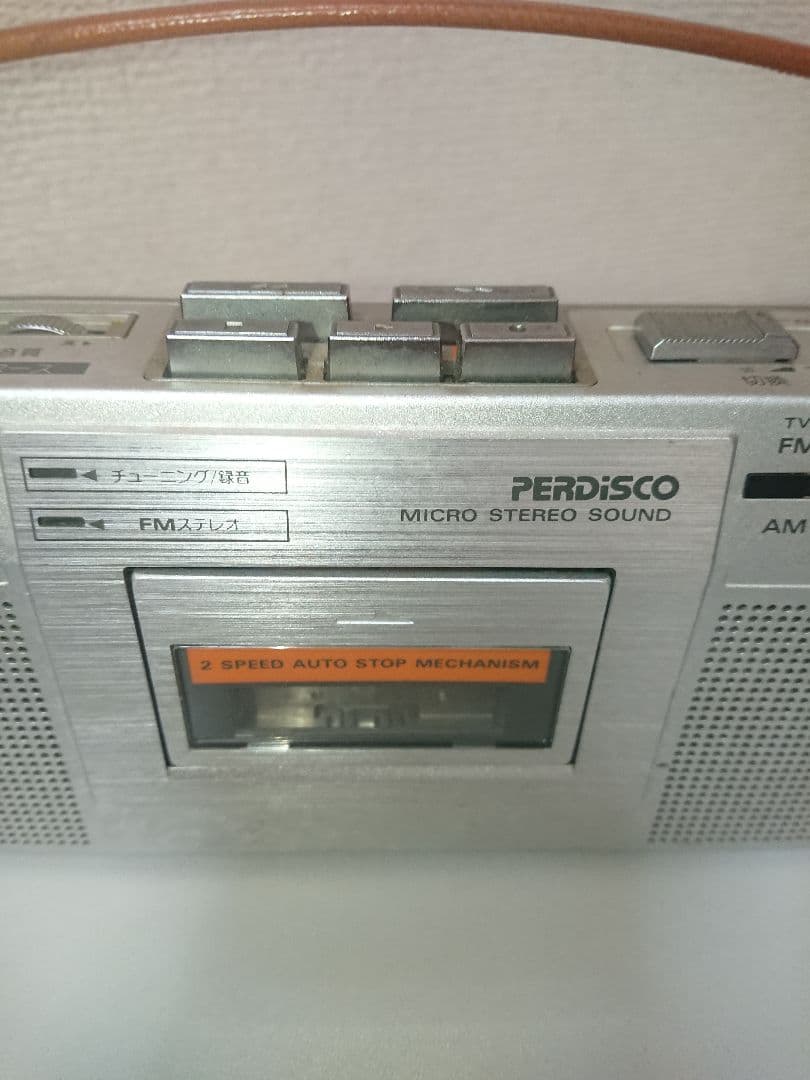 TV
FM
チューニング/録音
PERDiSCO
FMステレオ
MICRO STEREO SOUND
AM
2 SPEED AUTO STOP MECHANISM